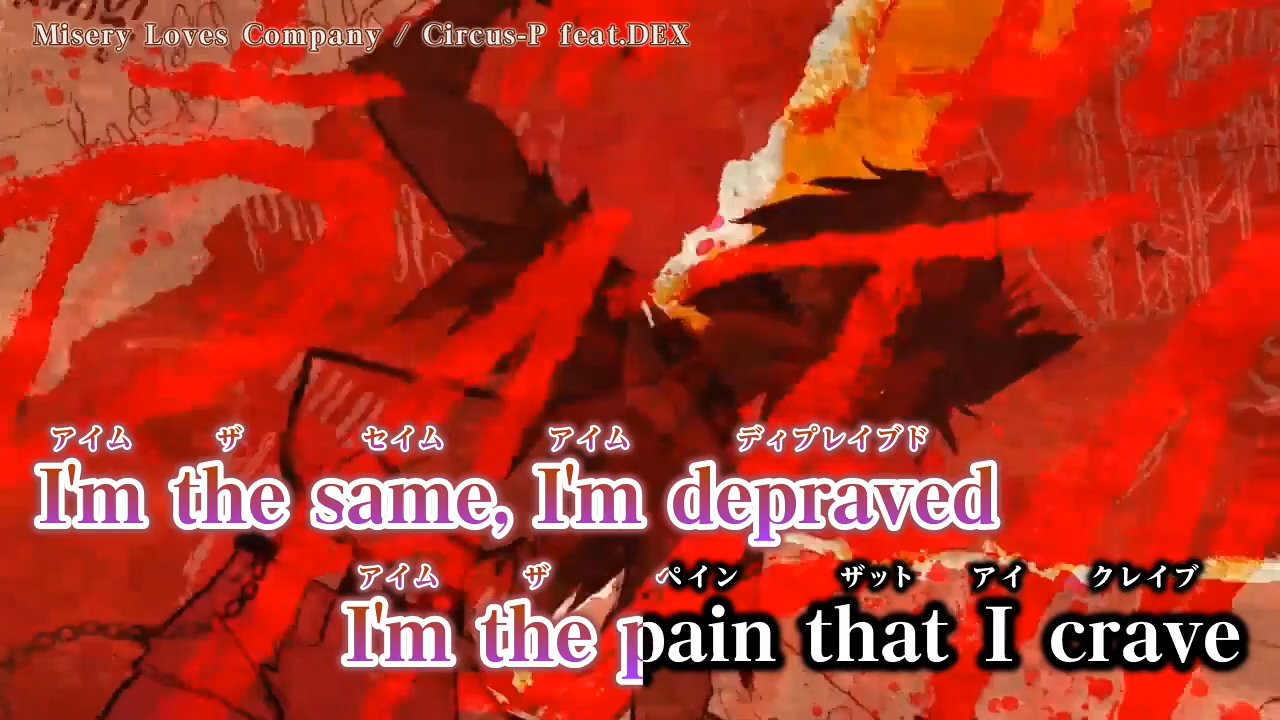 Misery Loves Company / Circus-P feat.DEX
アイム ザ セイム アイム ディプレイブド
I'm the same, I'm depraved
アイム ザ ペイン ザット アイ クレイブ
I'm the pain that I crave